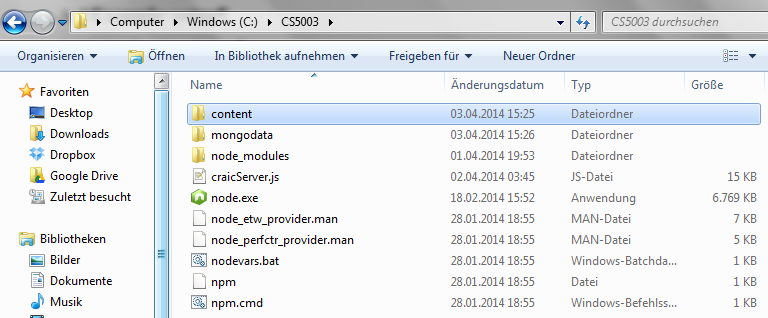 Computer Windows (C:) CS5003 CS5003 durchsuchen
Organisieren Öffnen In Bibliothek aufnehmen Freigeben für Neuer Ordner
Name Änderungsdatum Typ Größe
Favoriten
Desktop
Downloads
Dropbox
Google Drive
Zuletzt besucht
Bibliotheken
Bilder
Dokumente
Musik
content 03.04.2014 15:25 Dateiordner
mongodata 03.04.2014 15:26 Dateiordner
node_modules 01.04.2014 19:53 Dateiordner
craicServer.js 02.04.2014 03:45 JS-Datei 15 KB
node.exe 18.02.2014 15:52 Anwendung 6.769 KB
node_etw_provider.man 28.01.2014 18:55 MAN-Datei 7 KB
node_perfctr_provider.man 28.01.2014 18:55 MAN-Datei 5 KB
nodevars.bat 28.01.2014 18:55 Windows-Batchda... 1 KB
npm 28.01.2014 18:55 Datei 1 KB
npm.cmd 28.01.2014 18:55 Windows-Befehlss... 1 KB